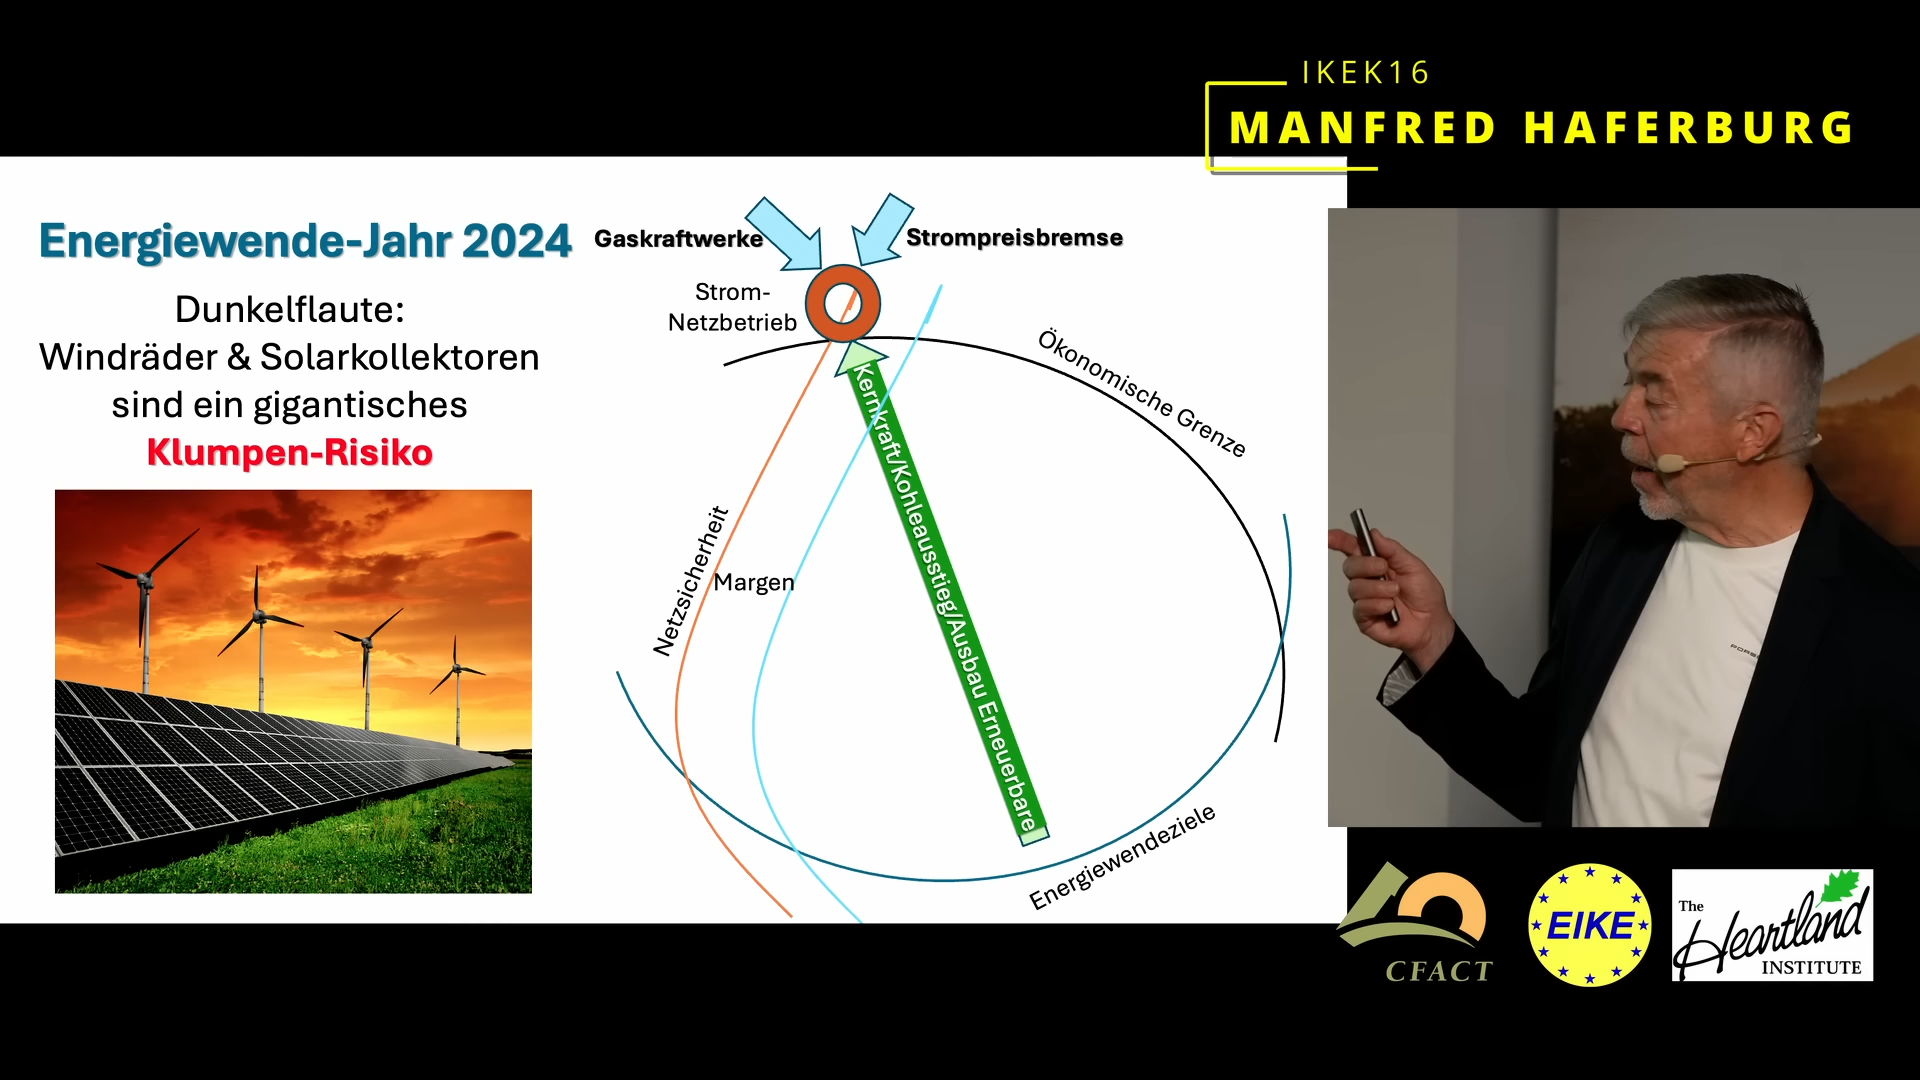 IKEK16
MANFRED HAFERBURG
Energiewende-Jahr 2024
Dunkelflaute:
Windräder & Solarkollektoren
sind ein gigantisches
Klumpen-Risiko
Gaskraftwerke
Strompreisbremse
Strom-
Netzbetrieb
Ökonomische Grenze
Kernkraft/Kohleausstieg/Ausbau Erneuerbare
Netzsicherheit
Margen
Energiewendeziele
CFACT
EIKE
The
Heartland
INSTITUTE